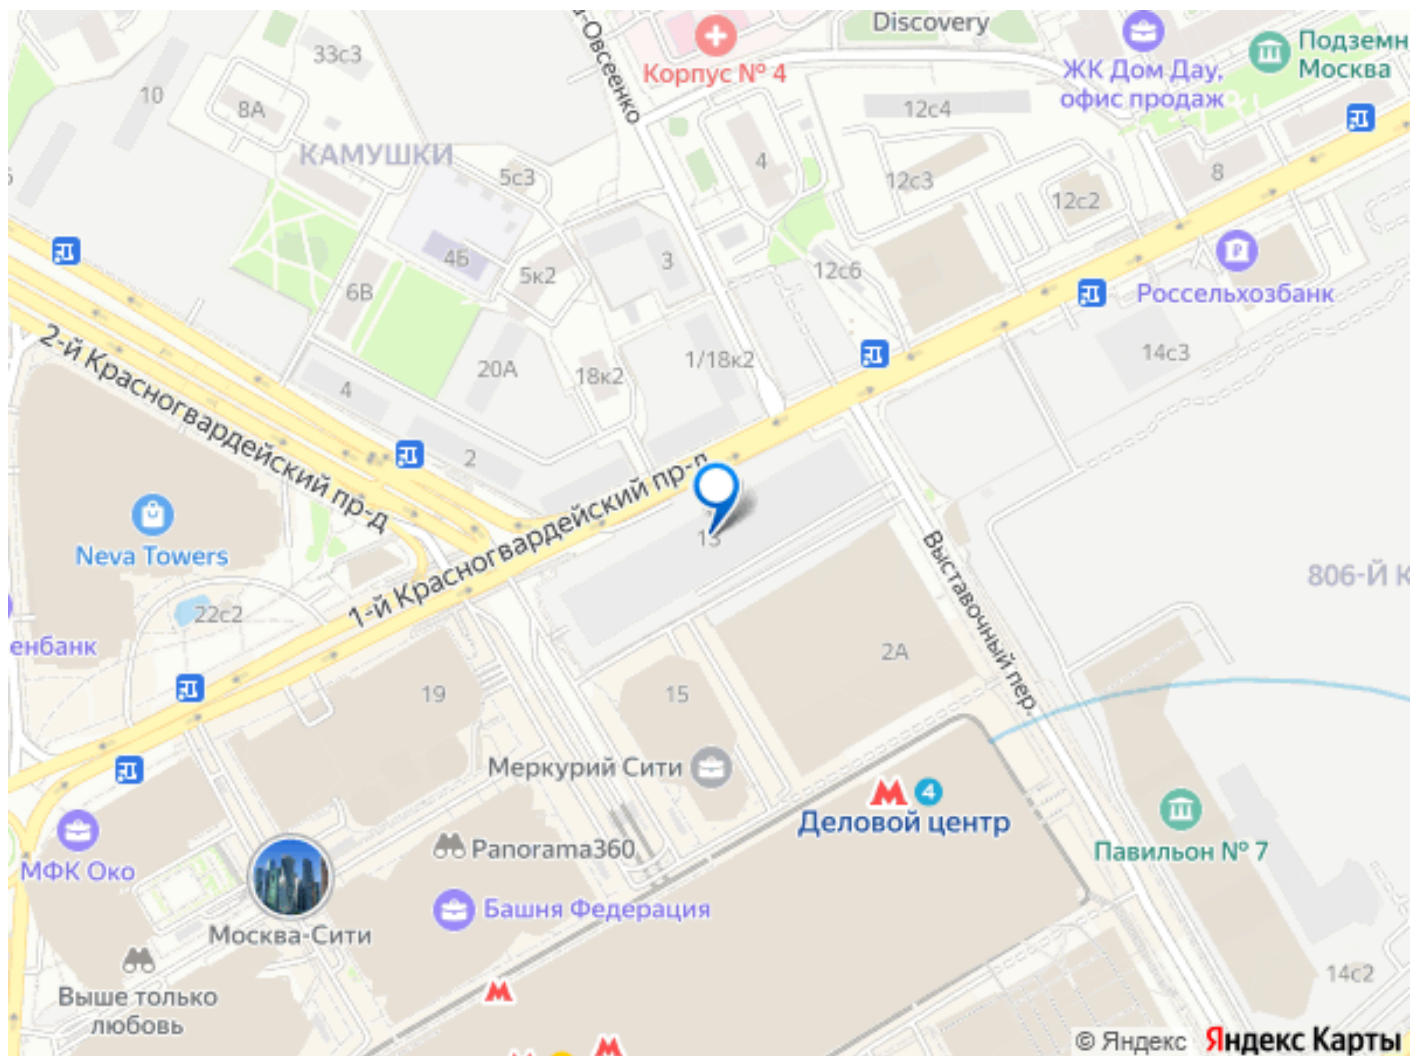 Discovery
33с3
Корпус № 4
ЖК Дом Дау,
офис продаж
Подземн
Москва
10
8А
-Овсеенко
12с4
КАМУШКИ
5с3
4
12с3
12с2
8
4Б
5к2
3
12с6
6В
Россельхозбанк
2-й Красногвардейский пр-д
20А
18к2
1/18к2
14с3
4
2
1-й Красногвардейский пр-д
13
Neva Towers
Выставочный пер.
806-Й К
22с2
енбанк
19
15
2А
Меркурий Сити
4
Деловой центр
МФК Око
Panorama360
Павильон № 7
Башня Федерация
Москва-Сити
Выше только
любовь
14с2
© Яндекс Яндекс Карты